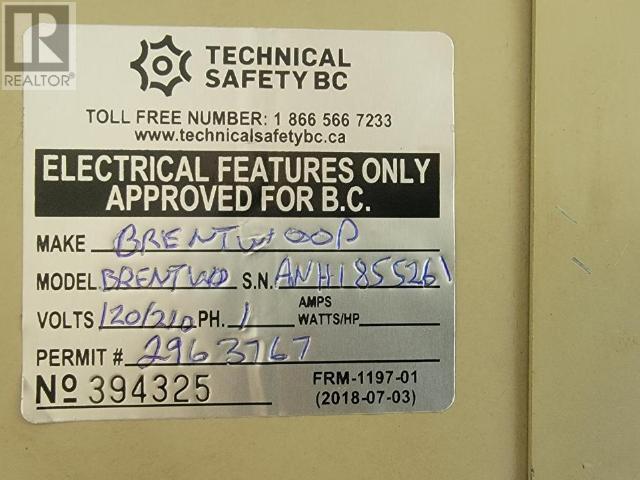 REALTOR®
TECHNICAL
SAFETY BC
TOLL FREE NUMBER: 1 866 566 7233
www.technicalsafetybc.ca
ELECTRICAL FEATURES ONLY
APPROVED FOR B.C.
MAKE BRENTWOOD
MODEL BRENTWD S.N. ANH1855261
VOLTS 120/210 PH. 1 AMPS WATTS/HP
PERMIT # 2963767
No 394325 FRM-1197-01
(2018-07-03)